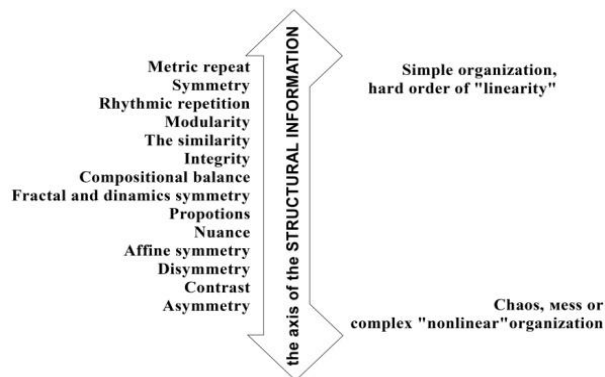 Metric repeat
Symmetry
Rhythmic repetition
Modularity
The similarity
Integrity
Compositional balance
Fractal and dinamics symmetry
Propotions
Nuance
Affine symmetry
Disymmetry
Contrast
Asymmetry
the axis of the STRUCTURAL INFORMATION
Simple organization,
hard order of "linearity"
Chaos, мess or
complex "nonlinear"organization